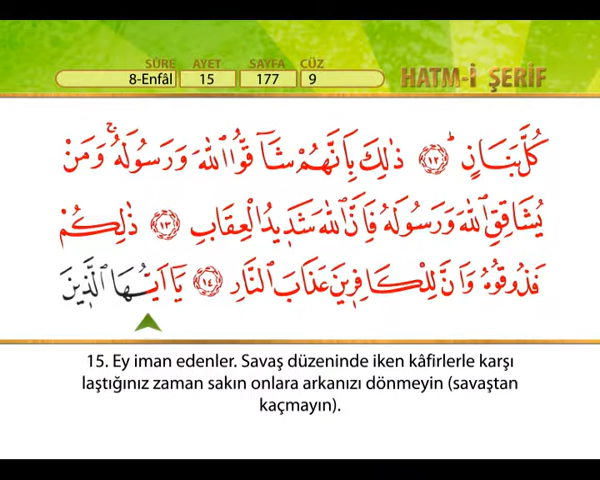 SÛRE AYET SAYFA CÜZ
8-Enfâl 15 177 9 HATM-İ ŞERİF
كُلَّ بَنَانٍۜ ﴿١٢﴾ ذٰلِكَ بِاَنَّهُمْ شَٓاقُّوا اللّٰهَ وَرَسُولَهُۚ وَمَنْ
يُشَاقِقِ اللّٰهَ وَرَسُولَهُ فَاِنَّ اللّٰهَ شَد۪يدُ الْعِقَابِ ﴿١٣﴾ ذٰلِكُمْ
فَذُوقُوهُ وَاَنَّ لِلْكَافِر۪ينَ عَذَابَ النَّارِ ﴿١٤﴾ يَٓا اَيُّهَا الَّذ۪ينَ
15. Ey iman edenler. Savaş düzeninde iken kâfirlerle karşı
laştığınız zaman sakın onlara arkanızı dönmeyin (savaştan
kaçmayın).